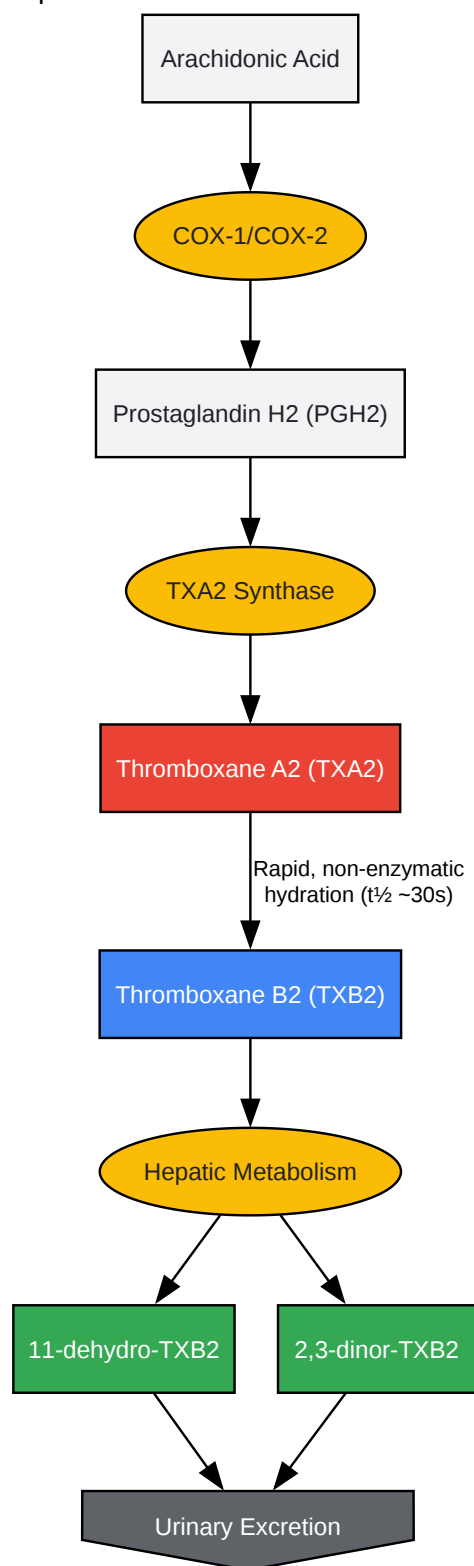 Arachidonic Acid
COX-1/COX-2
Prostaglandin H2 (PGH2)
TXA2 Synthase
Thromboxane A2 (TXA2)
Rapid, non-enzymatic
hydration (t½ ~30s)
Thromboxane B2 (TXB2)
Hepatic Metabolism
11-dehydro-TXB2
2,3-dinor-TXB2
Urinary Excretion